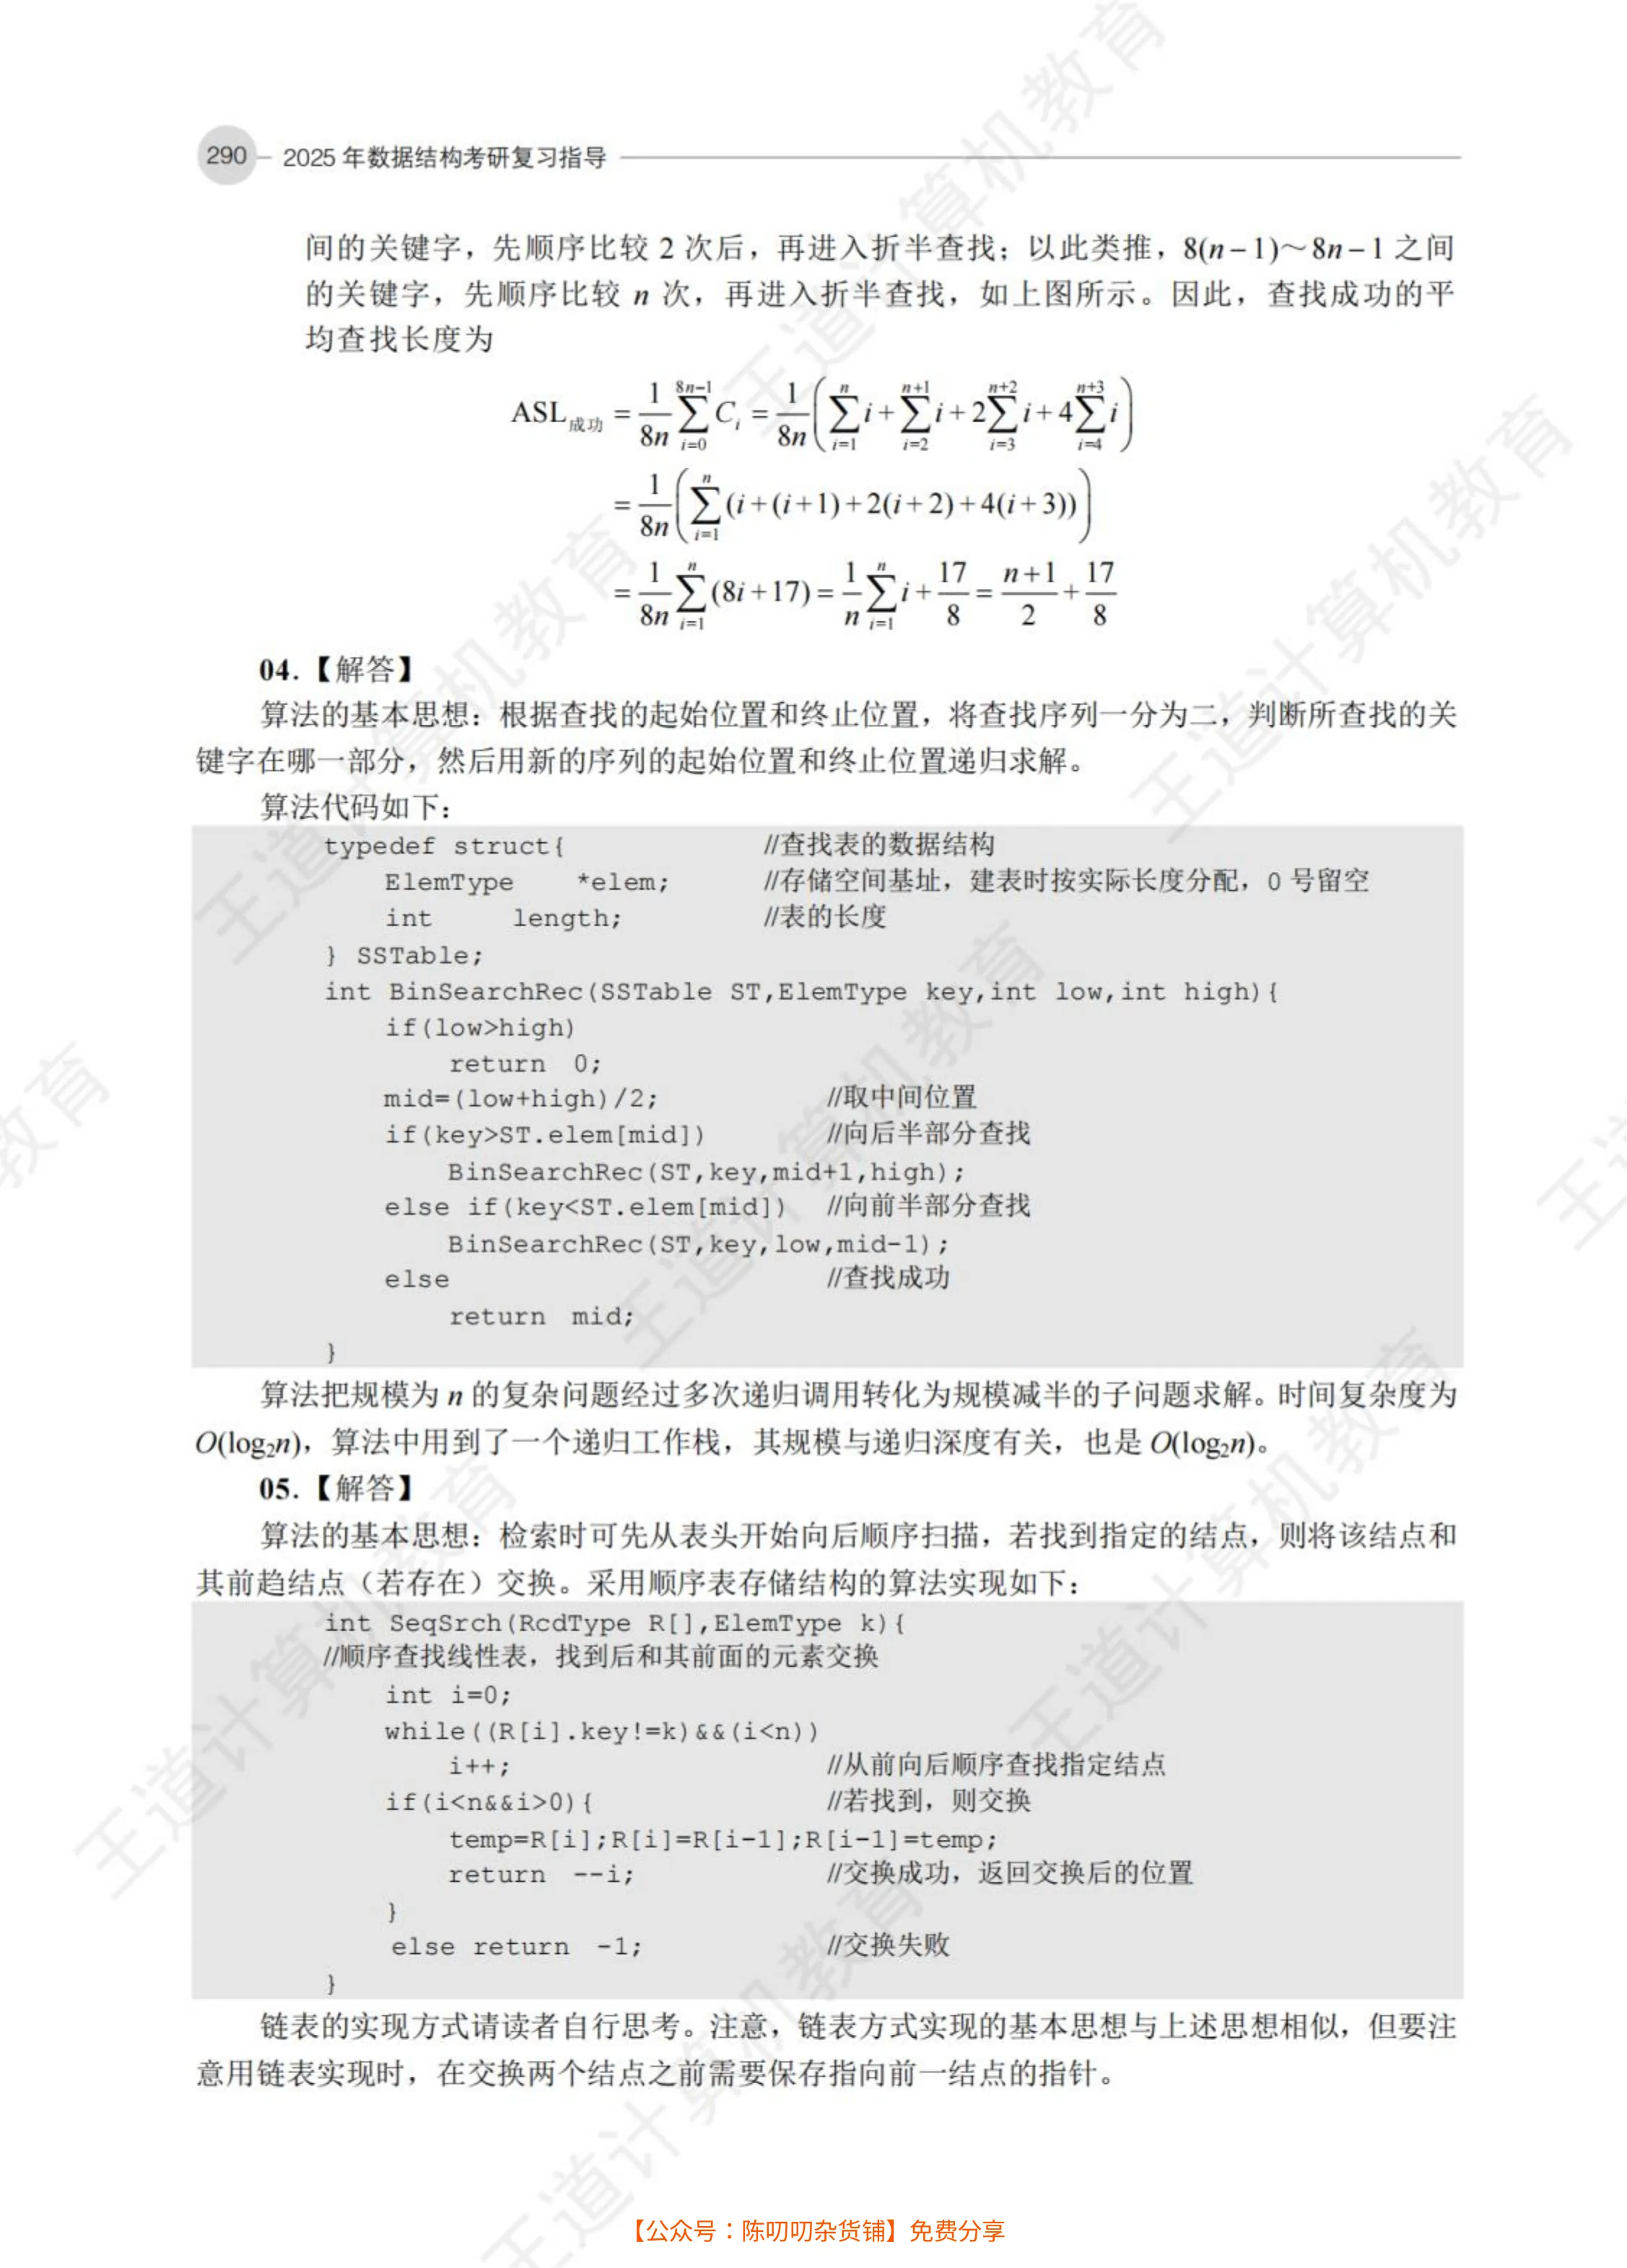 290 2025 年数据结构考研复习指导
间的关键字，先顺序比较 2 次后，再进入折半查找；以此类推，8(n－1)～8n－1 之间
的关键字，先顺序比较 n 次，再进入折半查找，如上图所示。因此，查找成功的平
均查找长度为
ASL成功 = 1/8n ∑_{i=0}^{8n−1} C_i = 1/8n (∑_{i=1}^{n} i + ∑_{i=2}^{n+1} i + 2∑_{i=3}^{n+2} i + 4∑_{i=4}^{n+3} i)
= 1/8n (∑_{i=1}^{n} (i+(i+1)+2(i+2)+4(i+3)))
= 1/8n ∑_{i=1}^{n} (8i+17) = 1/n ∑_{i=1}^{n} i + 17/8 = (n+1)/2 + 17/8
04.【解答】
算法的基本思想：根据查找的起始位置和终止位置，将查找序列一分为二，判断所查找的关
键字在哪一部分，然后用新的序列的起始位置和终止位置递归求解。
算法代码如下：
typedef struct{ //查找表的数据结构
ElemType *elem; //存储空间基址，建表时按实际长度分配，0 号留空
int length; //表的长度
} SSTable;
int BinSearchRec(SSTable ST,ElemType key,int low,int high){
if(low>high)
return 0;
mid=(low+high)/2; //取中间位置
if(key>ST.elem[mid]) //向后半部分查找
BinSearchRec(ST,key,mid+1,high);
else if(key<ST.elem[mid]) //向前半部分查找
BinSearchRec(ST,key,low,mid-1);
else //查找成功
return mid;
}
算法把规模为 n 的复杂问题经过多次递归调用转化为规模减半的子问题求解。时间复杂度为
O(log₂n)，算法中用到了一个递归工作栈，其规模与递归深度有关，也是 O(log₂n)。
05.【解答】
算法的基本思想：检索时可先从表头开始向后顺序扫描，若找到指定的结点，则将该结点和
其前趋结点（若存在）交换。采用顺序表存储结构的算法实现如下：
int SeqSrch(RcdType R[],ElemType k){
//顺序查找线性表，找到后和其前面的元素交换
int i=0;
while((R[i].key!=k)&&(i<n))
i++; //从前向后顺序查找指定结点
if(i<n&&i>0){ //若找到，则交换
temp=R[i];R[i]=R[i-1];R[i-1]=temp;
return --i; //交换成功，返回交换后的位置
}
else return -1; //交换失败
}
链表的实现方式请读者自行思考。注意，链表方式实现的基本思想与上述思想相似，但要注
意用链表实现时，在交换两个结点之前需要保存指向前一结点的指针。
【公众号：陈叨叨杂货铺】免费分享
王道计算机教育